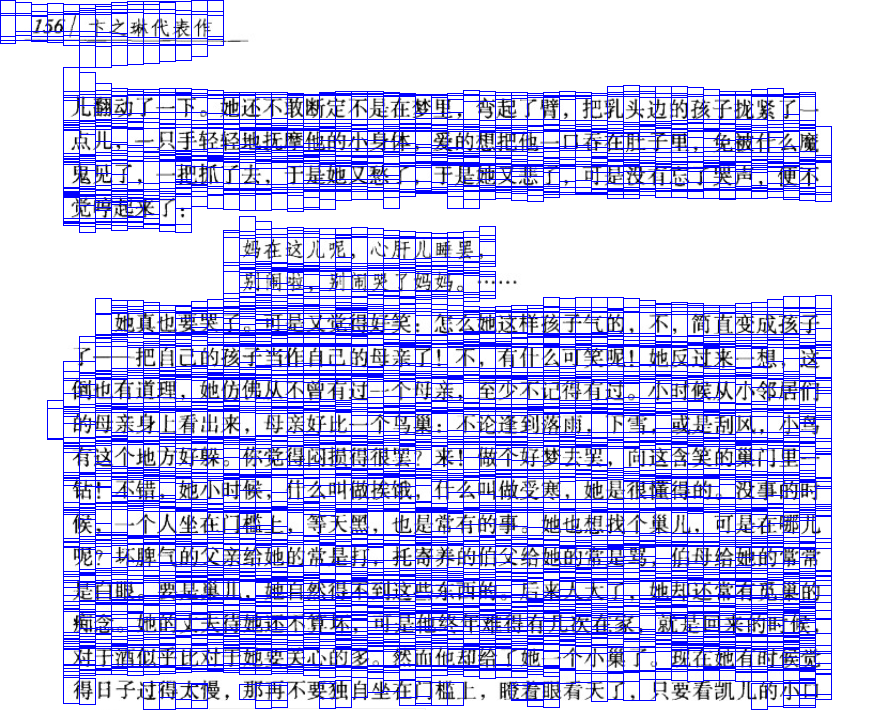 156 / 卞之琳代表作
儿翻动了一下。她还不敢断定不是在梦里，弯起了臂，把乳头边的孩子拢紧了一
点儿，一只手轻轻地抚摩他的小身体，爱的想把他一口吞在肚子里，免被什么魔
鬼见了，一把抓了去，于是她又愁了，于是她又悲了，可是没有忘了哭声，便不
觉哼起来了：
妈在这儿呢，心肝儿睡罢，
别闹啦，别闹哭了妈妈。……
她真也要哭了。可是又觉得好笑：怎么她这样孩子气的，不，简直变成孩子
了——把自己的孩子当作自己的母亲了！不，有什么可笑呢！她反过来一想，这
倒也有道理，她仿佛从不曾有过一个母亲，至少不记得有过。小时候从小邻居们
的母亲身上看出来，母亲好比一个鸟巢：不论逢到落雨，下雪，或是刮风，小鸟
有这个地方好躲。你觉得闷损得很罢？来！做个好梦去罢，向这含笑的巢门里一
钻！不错，她小时候，什么叫做挨饿，什么叫做受寒，她是很懂得的。没事的时
候，一个人坐在门槛上，等天黑，也是常有的事。她也想找个巢儿，可是在哪儿
呢？坏脾气的父亲给她的常是打，托寄养的伯父给她的常是骂，伯母给她的常常
是白眼。要是巢儿，她自然得不到这些东西的。后来人大了，她却还常有觅巢的
痴念。她的丈夫待她还不算坏，可是他终年难得有几次在家，就是回来的时候，
对于酒似乎比对于她要关心的多。然而他却给了她一个小巢了。现在她有时候觉
得日子过得太慢，那再不要独自坐在门槛上，瞪着眼看天了，只要看凯儿的小口